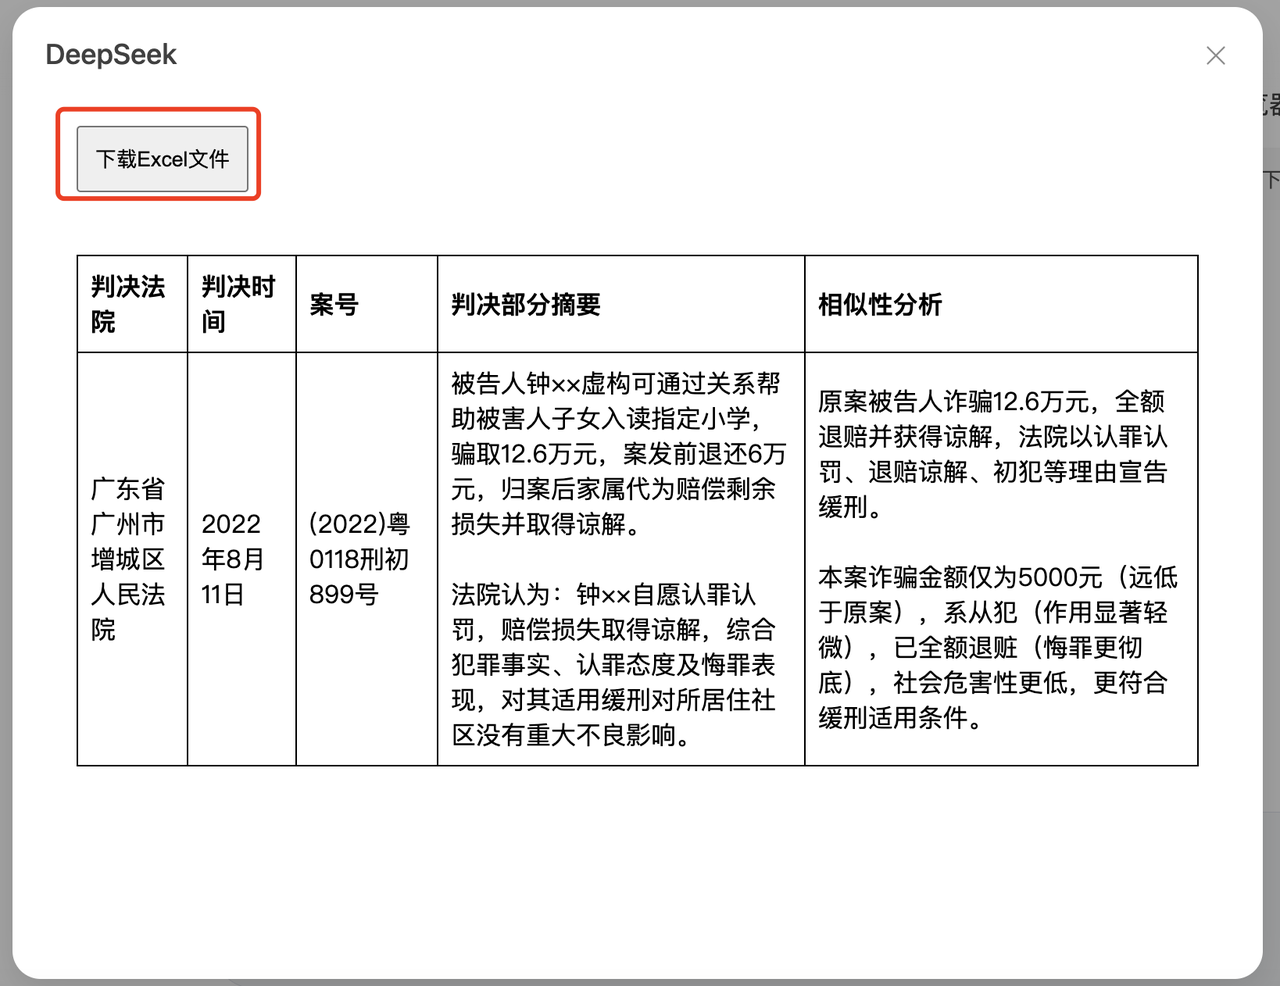 DeepSeek
下载Excel文件
判决法
院
判决时
间
案号
判决部分摘要
相似性分析
广东省
广州市
增城区
人民法
院
2022
年8月
11日
(2022)粤
0118刑初
899号
被告人钟××虚构可通过关系帮
助被害人子女入读指定小学，
骗取12.6万元，案发前退还6万
元，归案后家属代为赔偿剩余
损失并取得谅解。
法院认为：钟××自愿认罪认
罚，赔偿损失取得谅解，综合
犯罪事实、认罪态度及悔罪表
现，对其适用缓刑对所居住社
区没有重大不良影响。
原案被告人诈骗12.6万元，全额
退赔并获得谅解，法院以认罪认
罚、退赔谅解、初犯等理由宣告
缓刑。
本案诈骗金额仅为5000元（远低
于原案），系从犯（作用显著轻
微），已全额退赃（悔罪更彻
底），社会危害性更低，更符合
缓刑适用条件。
下